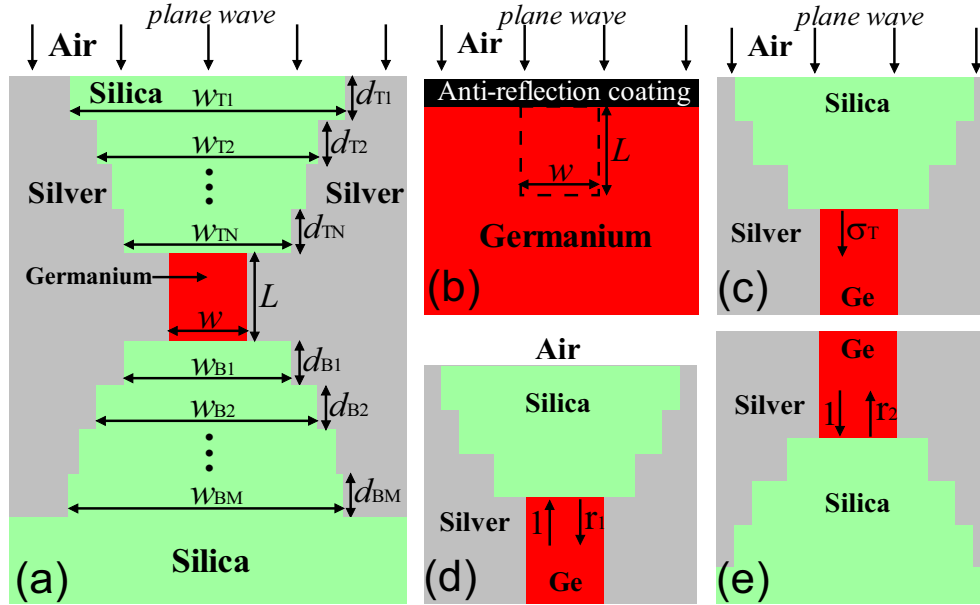 plane wave
Air
Silica
wT1
dT1
wT2
dT2
Silver
Silver
wTN
dTN
Germanium
L
w
wB1
dB1
wB2
dB2
wBM
dBM
Silica
(a)
plane wave
Air
Anti-reflection coating
L
w
Germanium
(b)
plane wave
Air
Silica
Silver
σT
Ge
(c)
Air
Silica
Silver
1
r1
Ge
(d)
Ge
Silver
1
r2
Silica
(e)